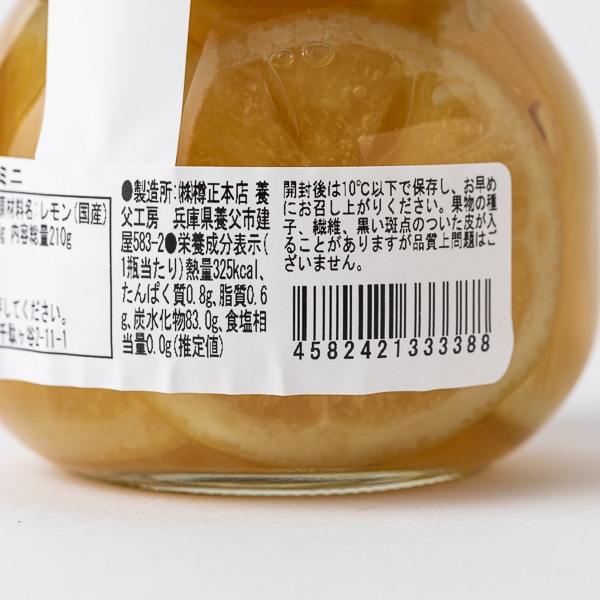 ミニ
原材料名:レモン(国産)
g 内容総量210g
してください。
千駄ヶ谷2-11-1
●製造所:㈱樽正本店 養
父工房 兵庫県養父市建
屋583-2●栄養成分表示(
1瓶当たり)熱量325kcal、
たんぱく質0.8g、脂質0.6
g、炭水化物83.0g、食塩相
当量0.0g(推定値)
開封後は10℃以下で保存し、お早め
にお召し上がりください。果物の種
子、繊維、黒い斑点のついた皮が入
ることがありますが品質上問題はご
ざいません。
4582421333388